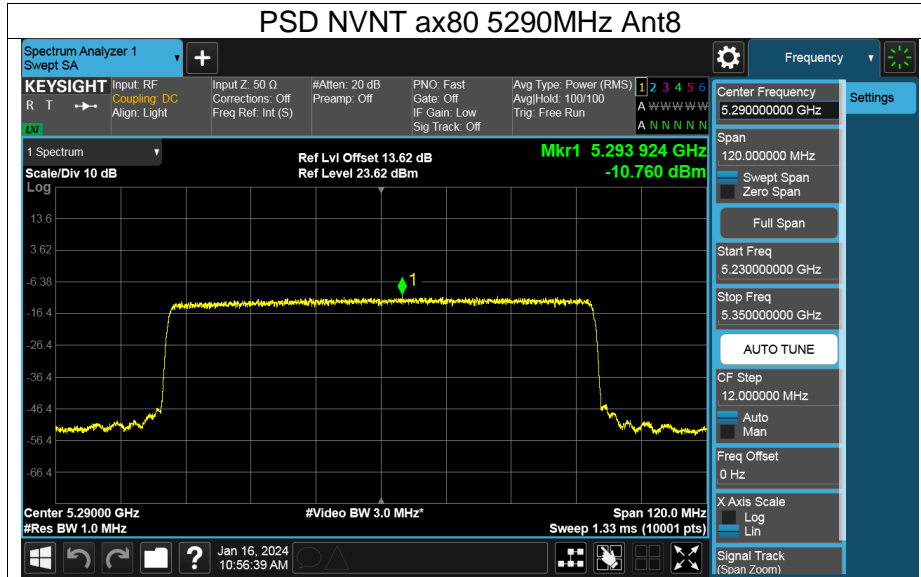 PSD NVNT ax80 5290MHz Ant8
Spectrum Analyzer 1
Swept SA
+
Frequency
KEYSIGHT
R T
LXI
Input: RF
Coupling: DC
Align: Light
Input Z: 50 Ω
Corrections: Off
Freq Ref: Int (S)
#Atten: 20 dB
Preamp: Off
PNO: Fast
Gate: Off
IF Gain: Low
Sig Track: Off
Avg Type: Power (RMS)
Avg|Hold: 100/100
Trig: Free Run
1 2 3 4 5 6
A W W W W W
A N N N N N
1 Spectrum
Scale/Div 10 dB
Log
Ref Lvl Offset 13.62 dB
Ref Level 23.62 dBm
Mkr1 5.293 924 GHz
-10.760 dBm
13.6
3.62
-6.38
-16.4
-26.4
-36.4
-46.4
-56.4
-66.4
1
Center 5.29000 GHz
#Res BW 1.0 MHz
#Video BW 3.0 MHz*
Span 120.0 MHz
Sweep 1.33 ms (10001 pts)
?
Jan 16, 2024
10:56:39 AM
Center Frequency
5.290000000 GHz
Span
120.000000 MHz
Swept Span
Zero Span
Full Span
Start Freq
5.230000000 GHz
Stop Freq
5.350000000 GHz
AUTO TUNE
CF Step
12.000000 MHz
Auto
Man
Freq Offset
0 Hz
X Axis Scale
Log
Lin
Signal Track
(Span Zoom)
Settings